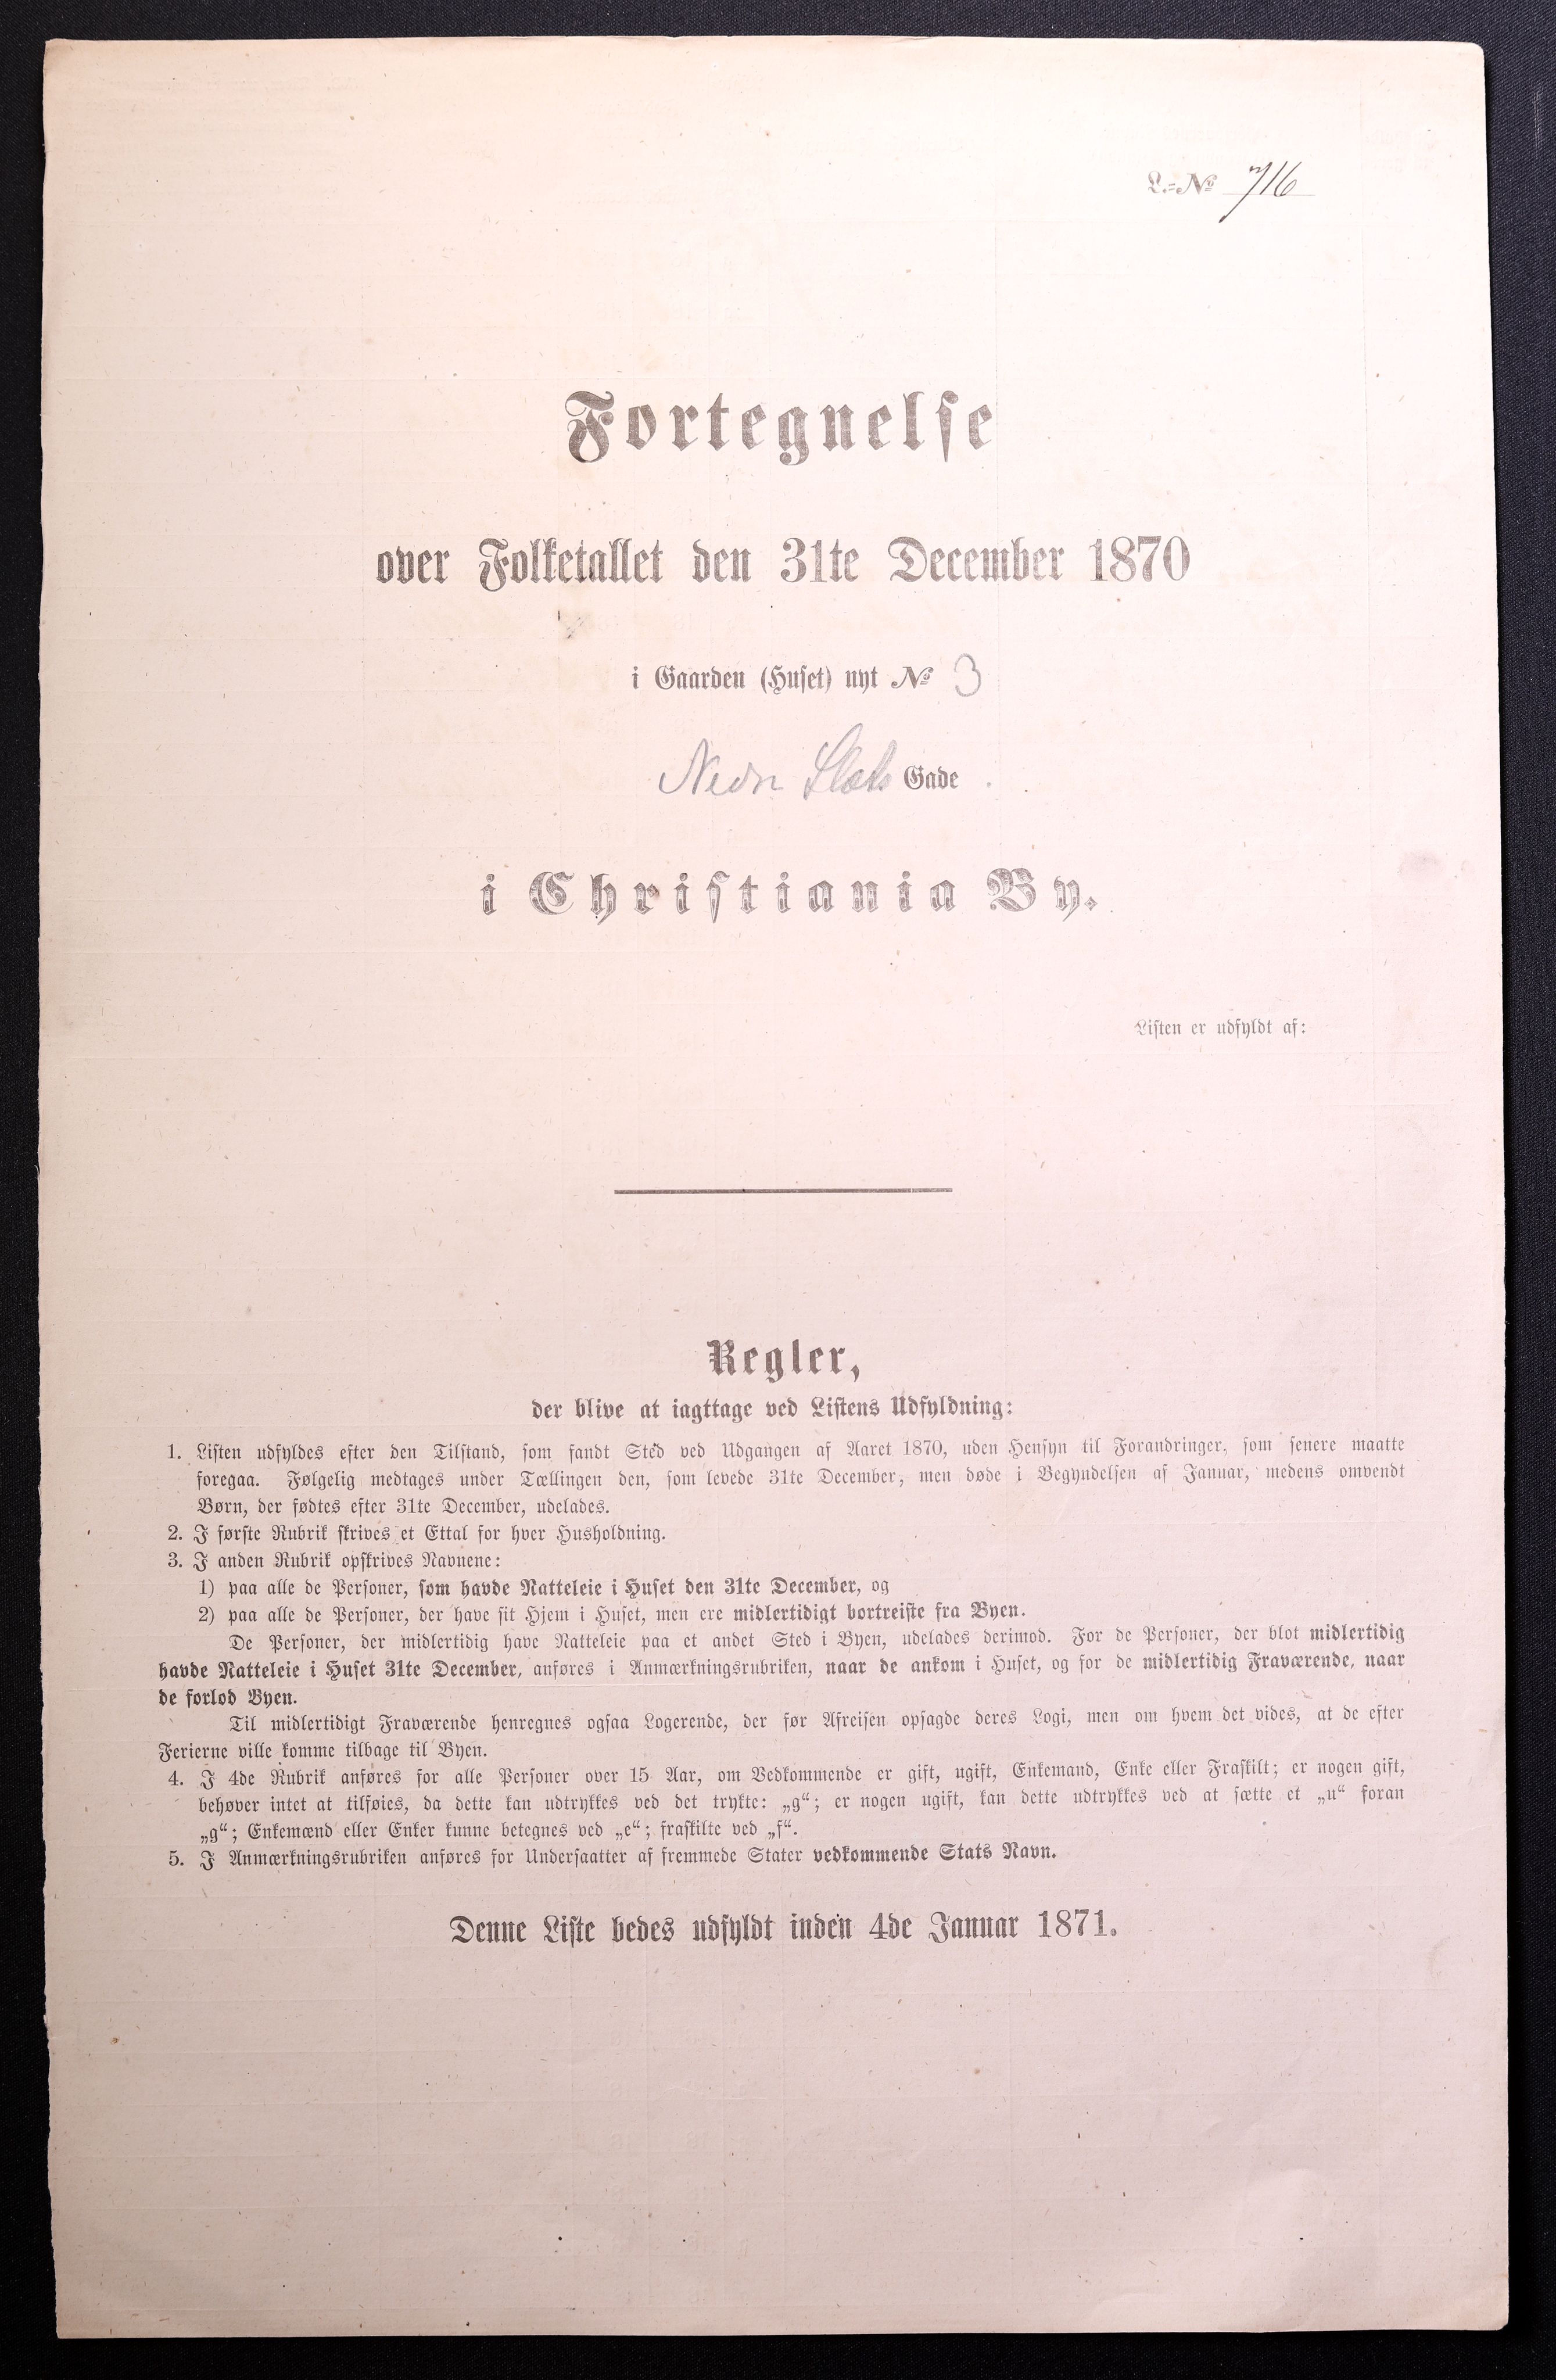 L.=№ 716
Fortegnelse
over Folketallet den 31te December 1870
i Gaarden (Huset) nyt № 3
Nedre Slots Gade
i Christiania By.
Listen er udfyldt af:
Regler,
der blive at iagttage ved Listens Udfyldning:
1. Listen udfyldes efter den Tilstand, som fandt Sted ved Udgangen af Aaret 1870, uden Hensyn til Forandringer, som senere maatte
foregaa. Følgelig medtages under Tællingen den, som levede 31te December, men døde i Begyndelsen af Januar, medens omvendt
Børn, der fødtes efter 31te December, udelades.
2. I første Rubrik skrives et Ettal for hver Husholdning.
3. I anden Rubrik opskrives Navnene:
1) paa alle de Personer, som havde Natteleie i Huset den 31te December, og
2) paa alle de Personer, der have sit Hjem i Huset, men ere midlertidigt bortreiste fra Byen.
De Personer, der midlertidig have Natteleie paa et andet Sted i Byen, udelades derimod. For de Personer, der blot midlertidig
havde Natteleie i Huset 31te December, anføres i Anmærkningsrubriken, naar de ankom i Huset, og for de midlertidig Fraværende, naar
de forlod Byen.
Til midlertidigt Fraværende henregnes ogsaa Logerende, der før Afreisen opsagde deres Logi, men om hvem det vides, at de efter
Ferierne ville komme tilbage til Byen.
4. I 4de Rubrik anføres for alle Personer over 15 Aar, om Vedkommende er gift, ugift, Enkemand, Enke eller Fraskilt; er nogen gift,
behøver intet at tilføies, da dette kan udtrykkes ved det trykte: „g“; er nogen ugift, kan dette udtrykkes ved at sætte et „u“ foran
„g“; Enkemænd eller Enker kunne betegnes ved „e“; fraskilte ved „f“.
5. I Anmærkningsrubriken anføres for Undersaatter af fremmede Stater vedkommende Stats Navn.
Denne Liste bedes udfyldt inden 4de Januar 1871.